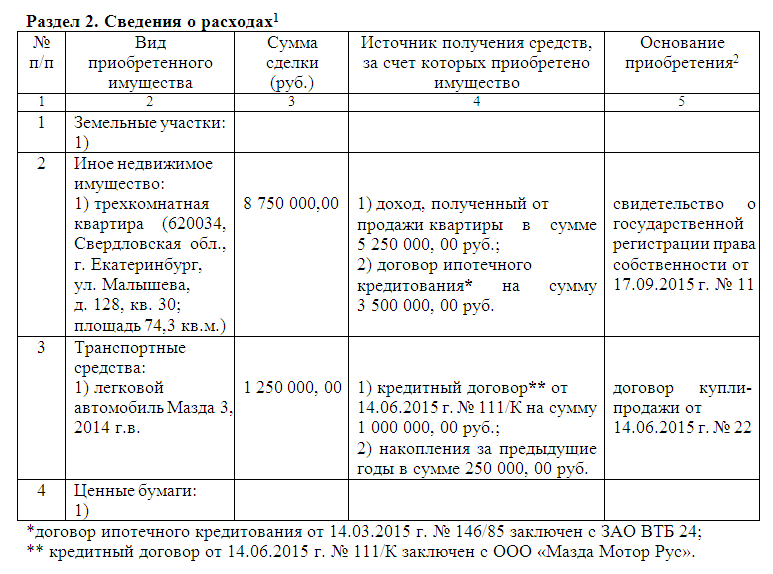 Раздел 2. Сведения о расходах1
№ п/п
Вид приобретенного имущества
Сумма сделки (руб.)
Источник получения средств, за счет которых приобретено имущество
Основание приобретения2
1 2 3 4 5
1
Земельные участки:
1)
2
Иное недвижимое
имущество:
1) трехкомнатная
квартира (620034,
Свердловская обл.,
г. Екатеринбург,
ул. Малышева,
д. 128, кв. 30;
площадь 74,3 кв.м.)
8 750 000,00
1) доход, полученный от
продажи квартиры в сумме
5 250 000, 00 руб.;
2) договор ипотечного
кредитования* на сумму
3 500 000, 00 руб.
свидетельство о
государственной
регистрации права
собственности от
17.09.2015 г. № 11
3
Транспортные
средства:
1) легковой
автомобиль Мазда 3,
2014 г.в.
1 250 000, 00
1) кредитный договор** от
14.06.2015 г. № 111/К на сумму
1 000 000, 00 руб.;
2) накопления за предыдущие
годы в сумме 250 000, 00 руб.
договор купли-
продажи от
14.06.2015 г. № 22
4
Ценные бумаги:
1)
*договор ипотечного кредитования от 14.03.2015 г. № 146/85 заключен с ЗАО ВТБ 24;
** кредитный договор от 14.06.2015 г. № 111/К заключен с ООО «Мазда Мотор Рус».